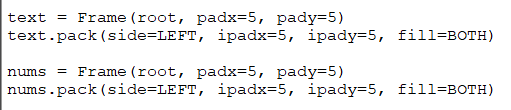 text = Frame(root, padx=5, pady=5)
text.pack(side=LEFT, ipadx=5, ipady=5, fill=BOTH)
nums = Frame(root, padx=5, pady=5)
nums.pack(side=LEFT, ipadx=5, ipady=5, fill=BOTH)